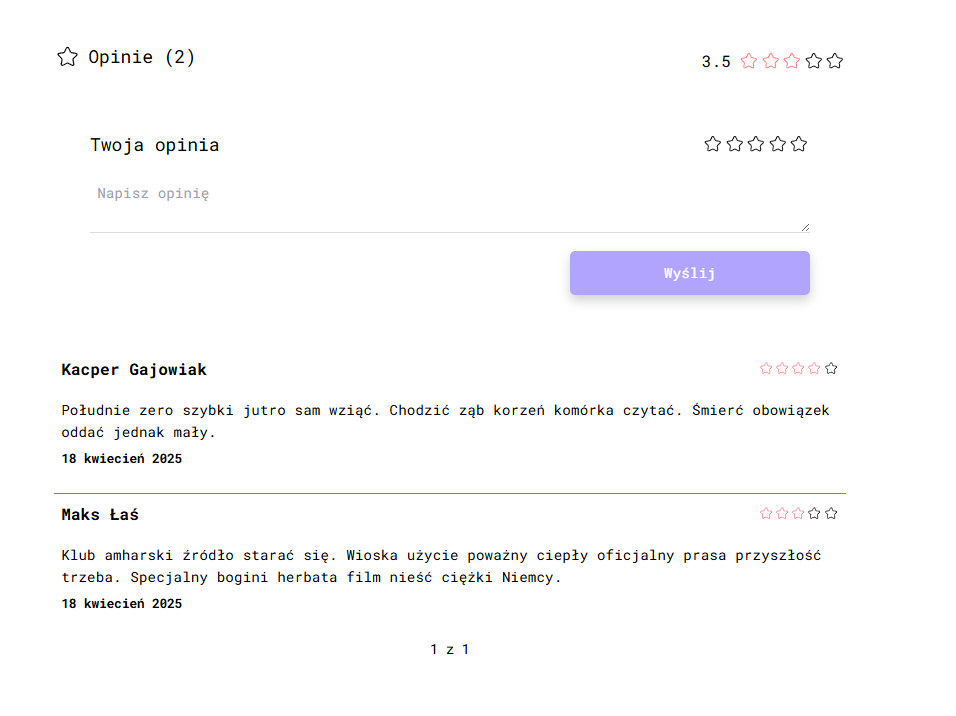 Opinie (2)
3.5
Twoja opinia
Napisz opinię
Wyślij
Kacper Gajowiak
Południe zero szybki jutro sam wziąć. Chodzić ząb korzeń komórka czytać. Śmierć obowiązek
oddać jednak mały.
18 kwiecień 2025
Maks Łaś
Klub amharski źródło starać się. Wioska użycie poważny ciepły oficjalny prasa przyszłość
trzeba. Specjalny bogini herbata film nieść ciężki Niemcy.
18 kwiecień 2025
1 z 1